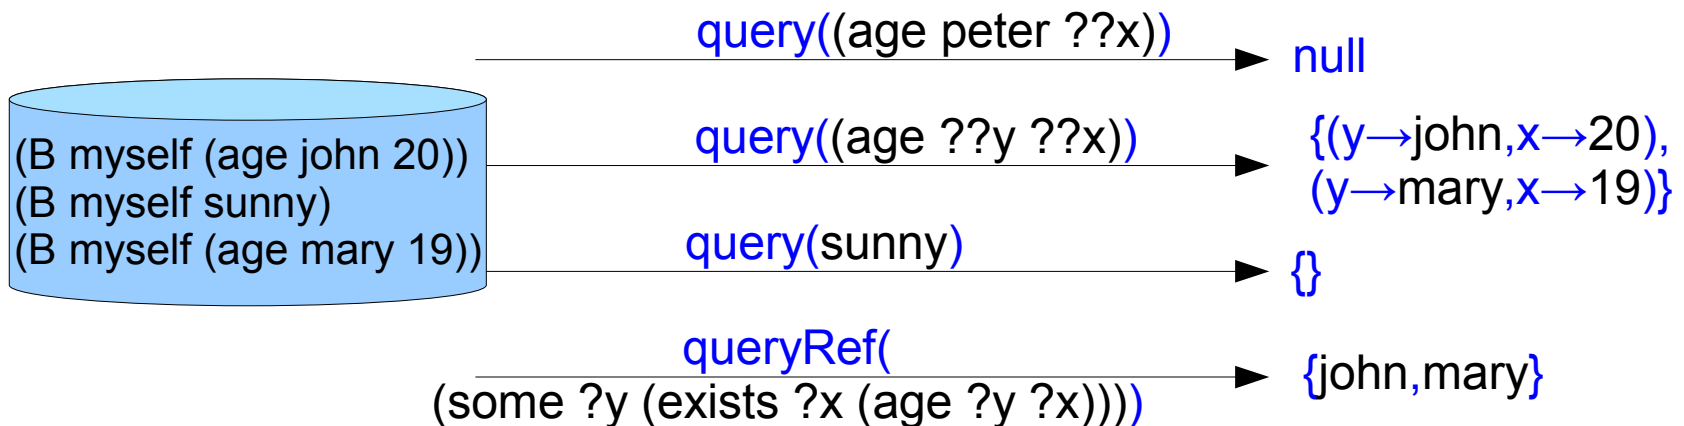 query((age peter ??x))
null
(B myself (age john 20))
(B myself sunny)
(B myself (age mary 19))
query((age ??y ??x))
{(y→john,x→20),
(y→mary,x→19)}
query(sunny)
{}
queryRef(
(some ?y (exists ?x (age ?y ?x))))
{john,mary}